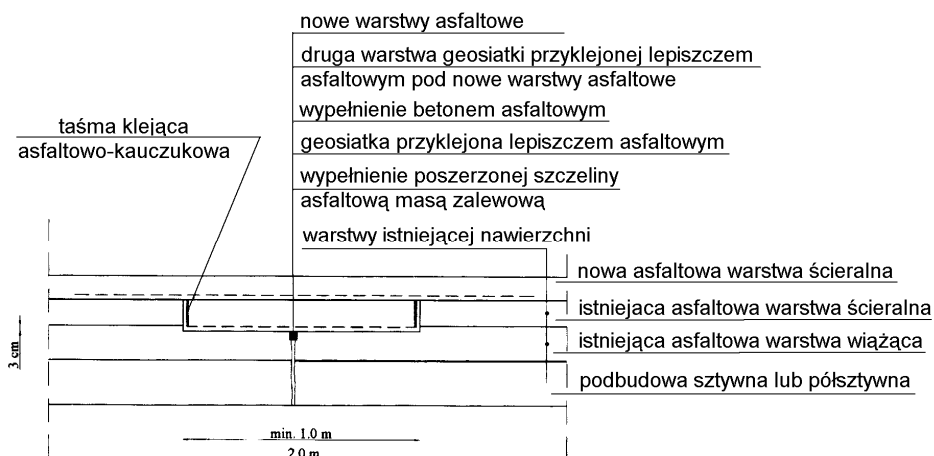 nowe warstwy asfaltowe
druga warstwa geosiatki przyklejonej lepiszczem
asfaltowym pod nowe warstwy asfaltowe
wypełnienie betonem asfaltowym
geosiatka przyklejona lepiszczem asfaltowym
wypełnienie poszerzonej szczeliny
asfaltową masą zalewową
warstwy istniejącej nawierzchni
taśma klejąca
asfaltowo-kauczukowa
nowa asfaltowa warstwa ścieralna
istniejaca asfaltowa warstwa ścieralna
istniejąca asfaltowa warstwa wiążąca
podbudowa sztywna lub półsztywna
3 cm
min. 1.0 m
2.0 m